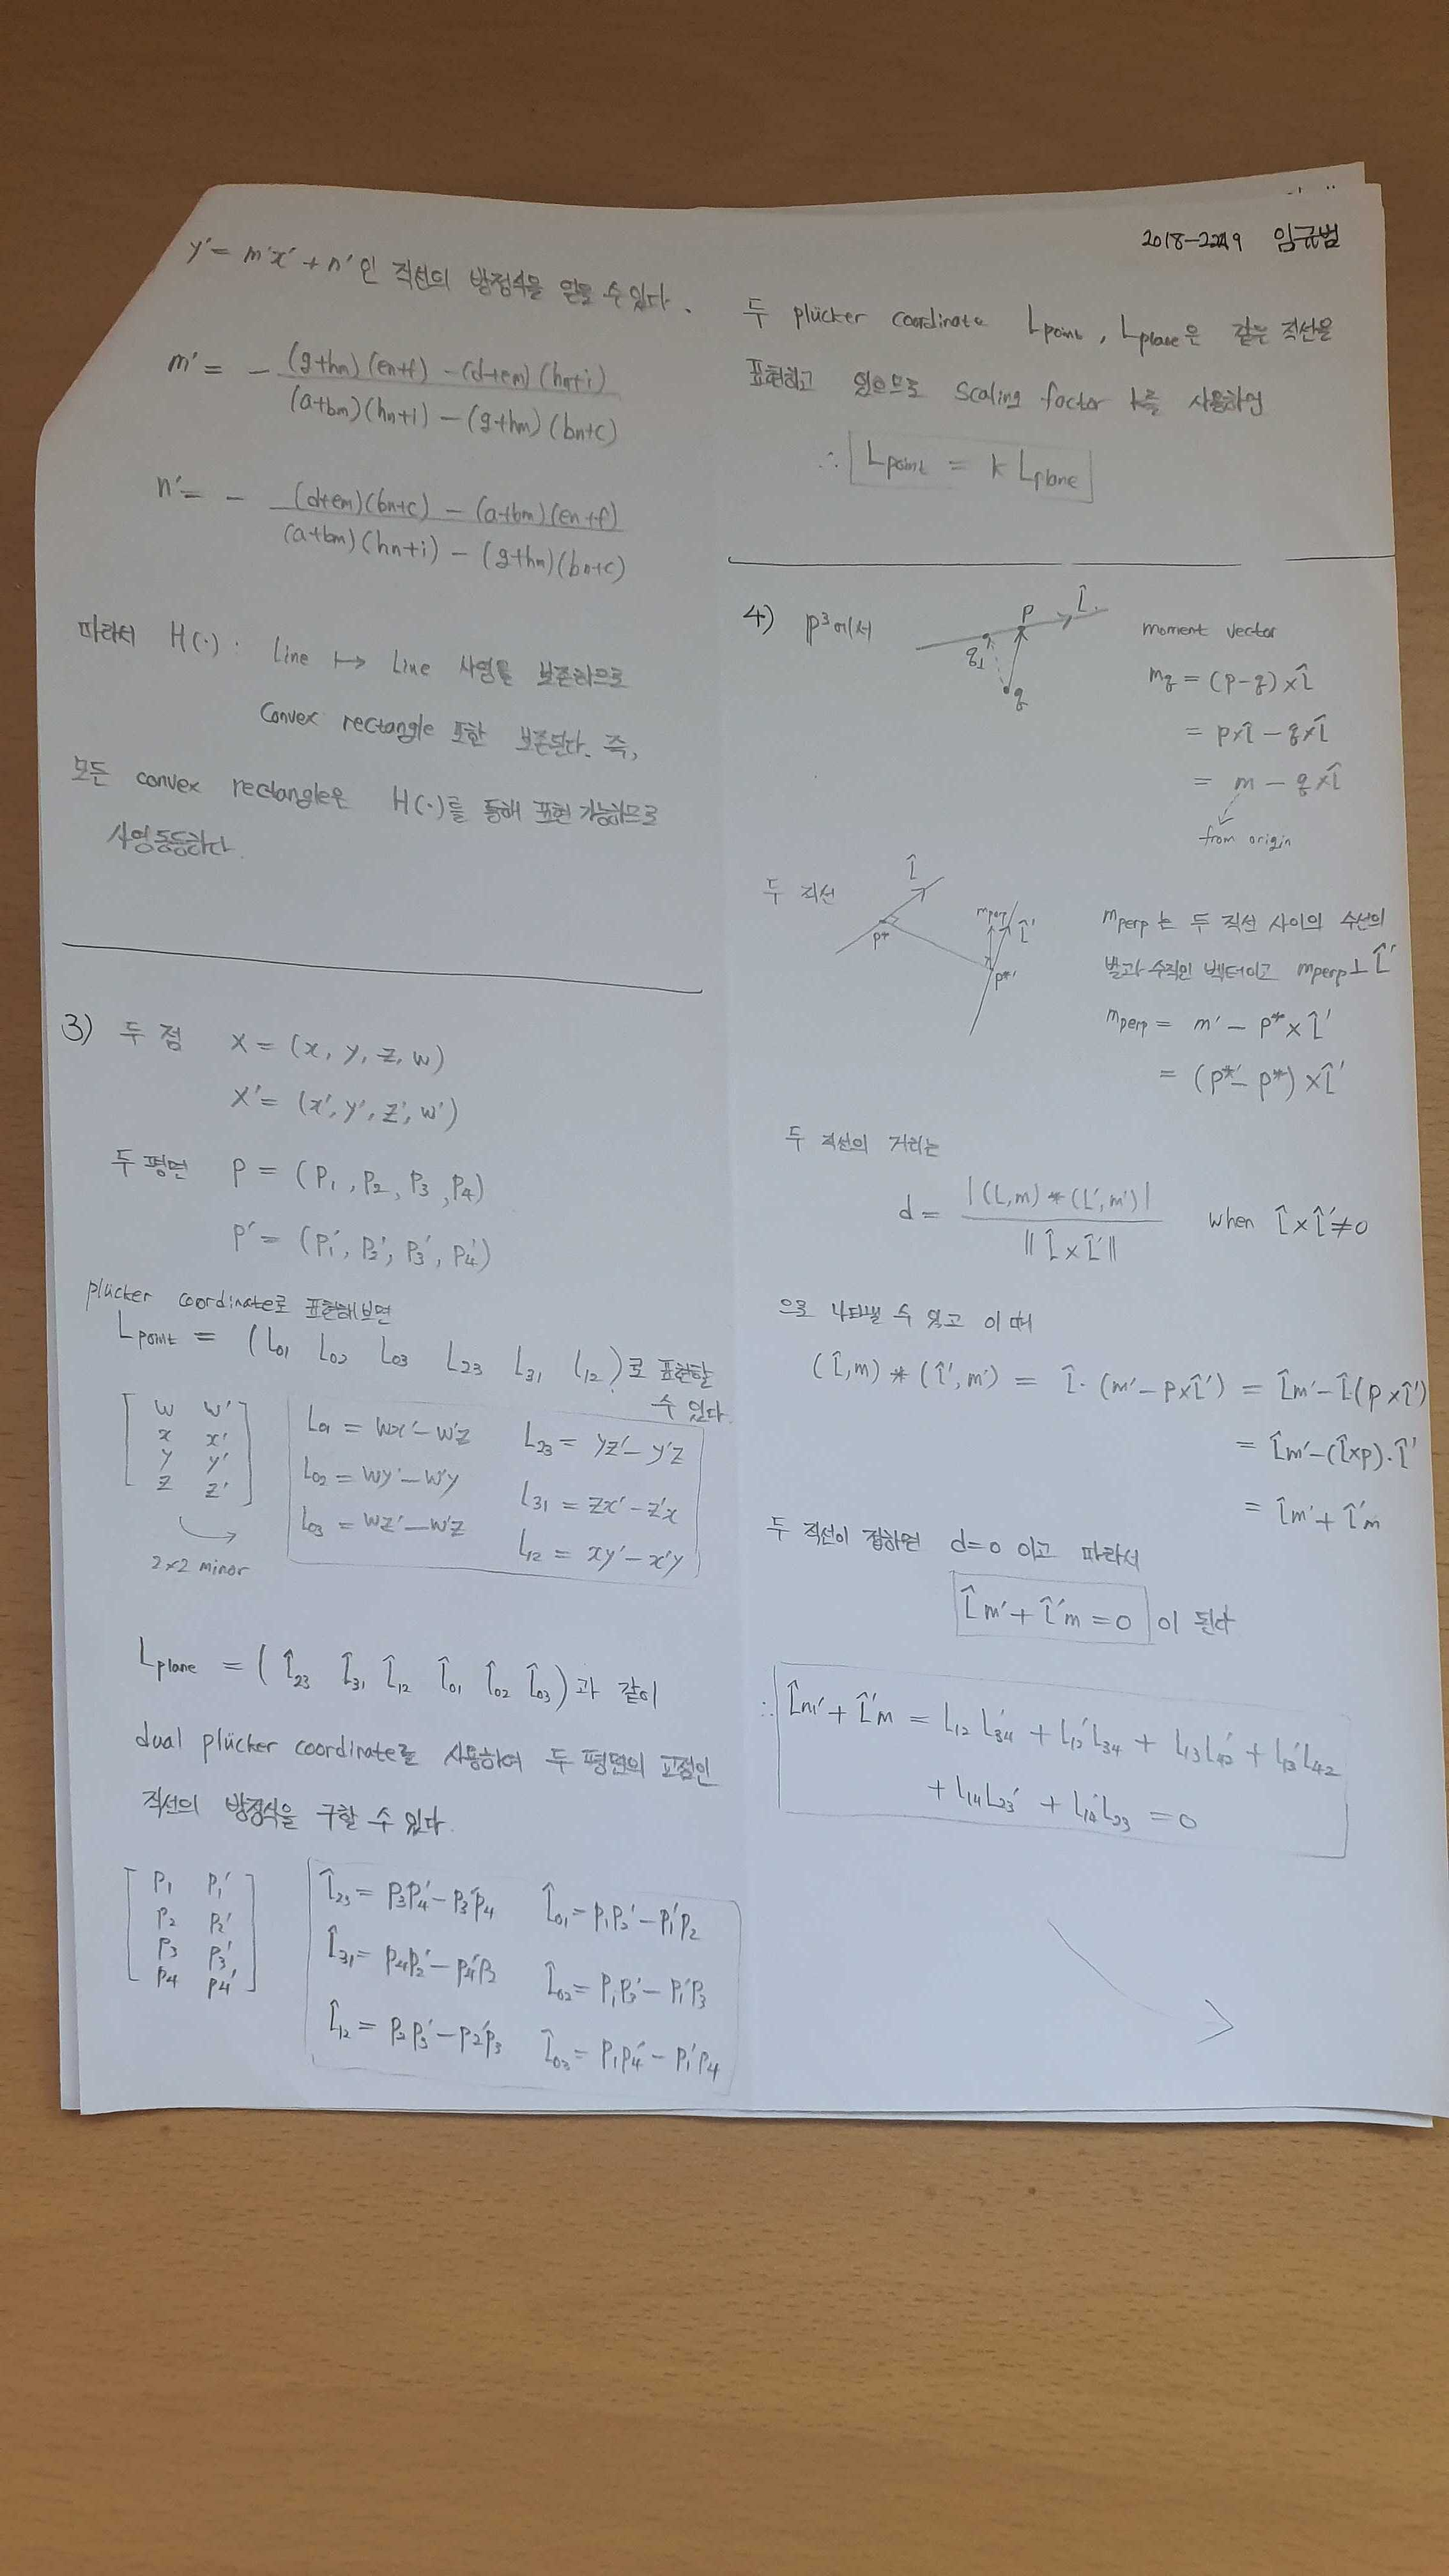 2018-22219 임규범
y' = m'x' + n' 인 직선의 방정식을 얻을 수 있다.
m' = - (g+hm)(en+f) - (d+em)(hn+i) / (a+bm)(hn+i) - (g+hm)(bn+c)
n' = - (d+em)(bn+c) - (a+bm)(en+f) / (a+bm)(hn+i) - (g+hm)(bn+c)
따라서 H(·) : Line ↦ Line 사영을 보존하므로
Convex rectangle 또한 보존된다. 즉,
모든 convex rectangle은 H(·)를 통해 표현 가능하므로
사영동등하다.
3) 두 점 X = (x, y, z, w)
X' = (x', y', z', w')
두 평면 P = (P1, P2, P3, P4)
P' = (P1', P2', P3', P4')
plücker coordinate로 표현해보면
Lpoint = (L01 L02 L03 L23 L31 L12)로 표현할
수 있다.
w w'
x x'
y y'
z z'
2×2 minor
L01 = wx' - w'z L23 = yz' - y'z
L02 = wy' - w'y L31 = zx' - z'x
L03 = wz' - w'z L12 = xy' - x'y
Lplane = (L̂23 L̂31 L̂12 L̂01 L̂02 L̂03)과 같이
dual plücker coordinate를 사용하여 두 평면의 교점인
직선의 방정식을 구할 수 있다.
P1 P1'
P2 P2'
P3 P3'
P4 P4'
L̂23 = P3P4' - P3'P4 L̂01 = P1P2' - P1'P2
L̂31 = P4P2' - P4'P2 L̂02 = P1P3' - P1'P3
L̂12 = P2P3' - P2'P3 L̂03 = P1P4' - P1'P4
두 plücker coordinate Lpoint, Lplane은 같은 직선을
표현하고 있으므로 scaling factor k를 사용하면
∴ Lpoint = k Lplane
4) P³에서
P L̂
q⊥ q
moment vector
mq = (p-q)×L̂
= p×L̂ - q×L̂
= m - q×L̂
from origin
두 직선
L̂ p* mperp L̂' p*'
mperp는 두 직선 사이의 수선의
발과 수직인 벡터이고 mperp ⊥ L̂'
mperp = m' - p*×L̂'
= (p*' - p*)×L̂'
두 직선의 거리는
d = |(L,m)*(L',m')| / ‖L̂×L̂'‖ when L̂×L̂'≠0
으로 나타낼 수 있고 이 때
(L̂,m)*(L̂',m') = L̂·(m' - p×L̂') = L̂m' - L̂(p×L̂')
= L̂m' - (L̂×p)·L̂'
= L̂m' + L̂'m
두 직선이 접하면 d=0 이고 따라서
L̂m' + L̂'m = 0 이 된다
∴ L̂m' + L̂'m = L12L34' + L12'L34 + L13L42' + L13'L42
+ L14L23' + L14'L23 = 0